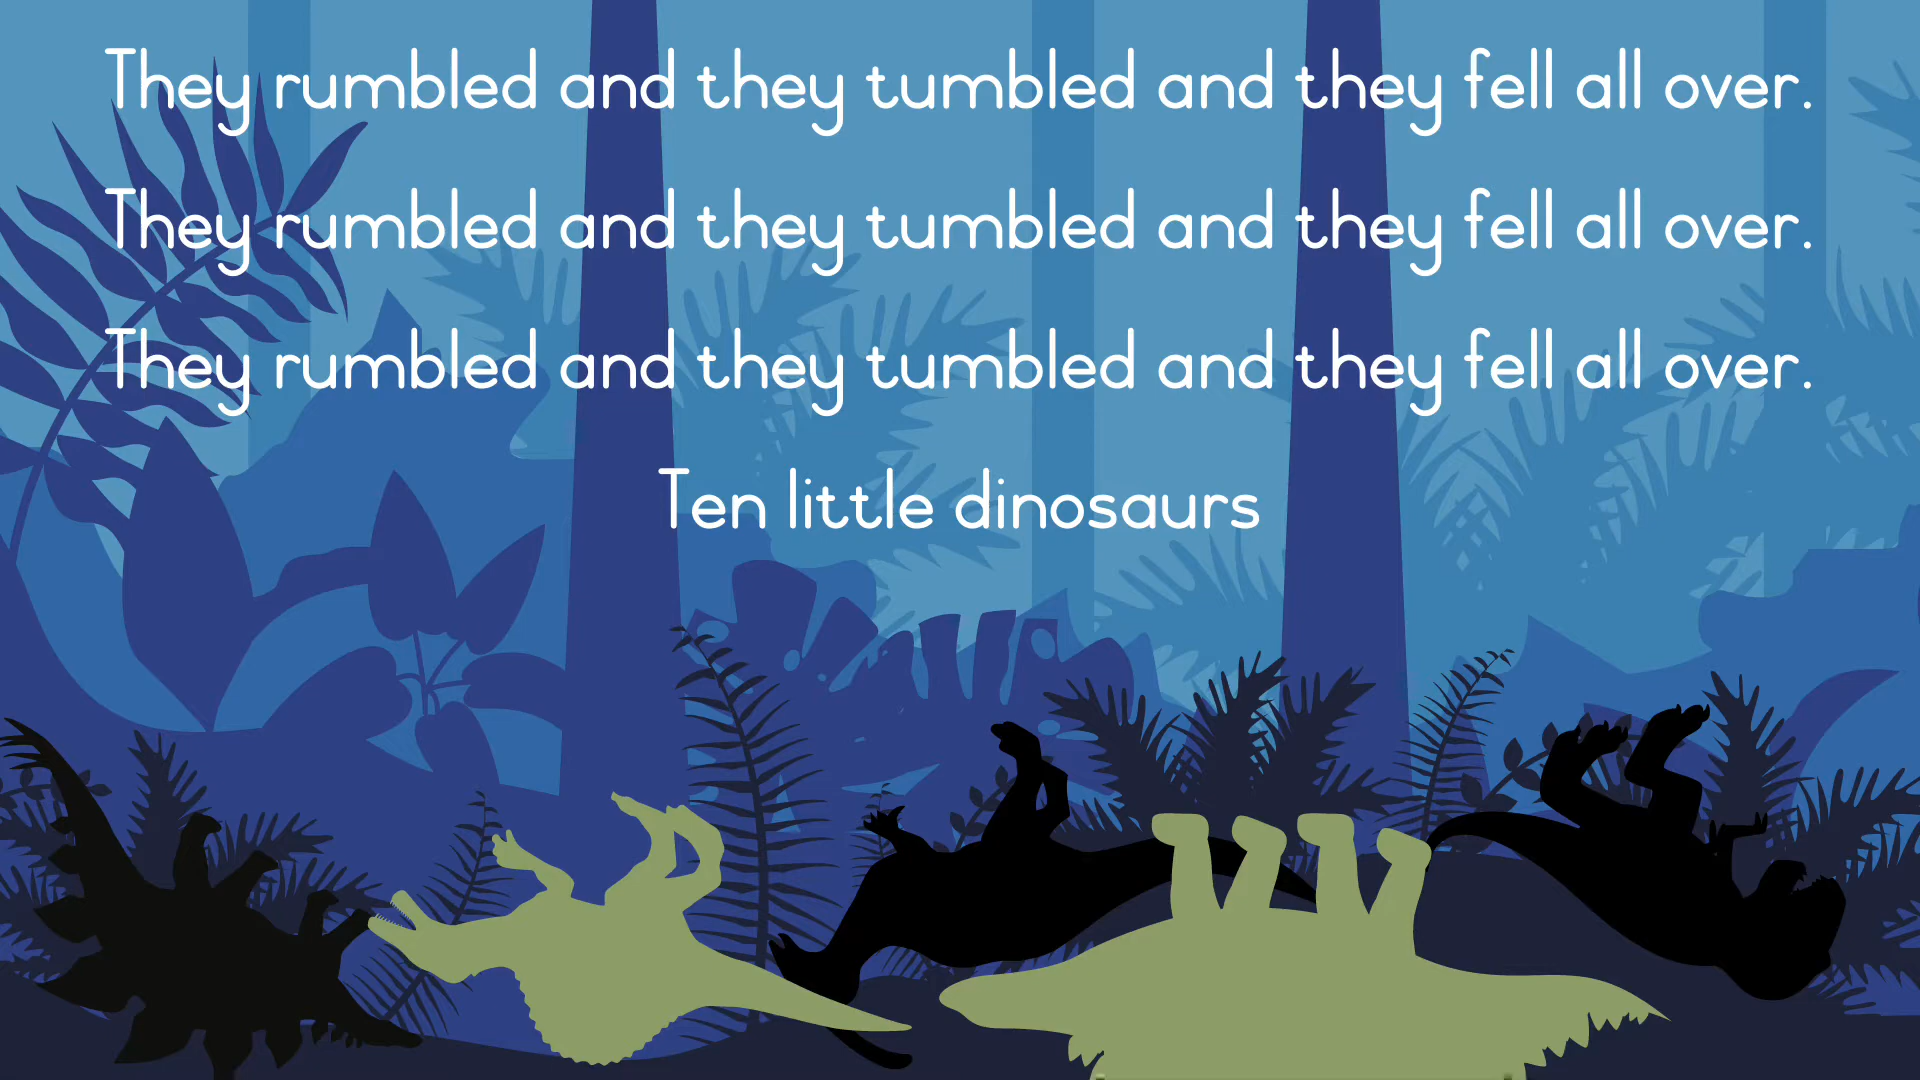 They rumbled and they tumbled and they fell all over.
They rumbled and they tumbled and they fell all over.
They rumbled and they tumbled and they fell all over.
Ten little dinosaurs